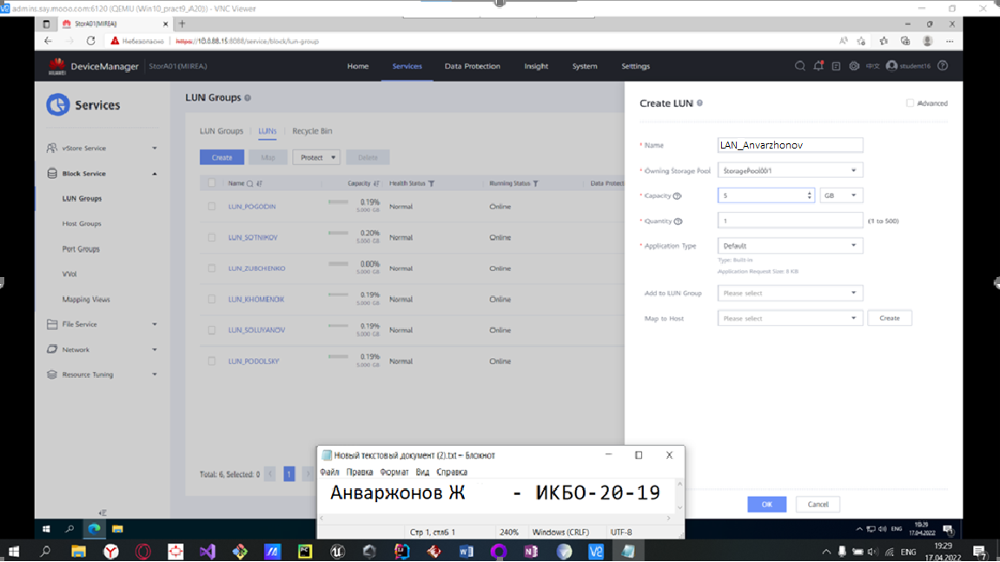 admins.say.mooo.com:6120 (QEMU (Win10_pract9_A20)) - VNC Viewer
StorA01(MIREA)
Небезопасно https://10.0.88.15:8088/service/block/lun-group
HUAWEI DeviceManager StorA01(MIREA) Home Services Data Protection Insight System Settings 中文 student16
Services
vStore Service
Block Service
LUN Groups
Host Groups
Port Groups
VVol
Mapping Views
File Service
Network
Resource Tuning
LUN Groups
LUN Groups LUNs Recycle Bin
Create Map Protect Delete
Name Capacity Health Status Running Status Data Protect
LUN_POGODIN 0.19% 5.000 GB Normal Online
LUN_SOTNIKOV 0.20% 5.000 GB Normal Online
LUN_ZUBCHENKO 0.00% 5.000 GB Normal Online
LUN_KHOMENOK 0.19% 5.000 GB Normal Online
LUN_SOLUYANOV 0.19% 5.000 GB Normal Online
LUN_PODOLSKY 0.19% 5.000 GB Normal Online
Total: 6, Selected: 0 1
Create LUN
Advanced
* Name LAN_Anvarzhonov
* Owning Storage Pool StoragePool001
* Capacity 5 GB
* Quantity 1 (1 to 500)
* Application Type Default
Type: Built-in
Application Request Size: 8 KB
Add to LUN Group Please select
Map to Host Please select Create
OK Cancel
Новый текстовый документ (2).txt – Блокнот
Файл Правка Формат Вид Справка
Анваржонов Ж - ИКБО-20-19
Стр 1, стлб 1 240% Windows (CRLF) UTF-8
ENG 19:29
17.04.2022
ENG 19:29
17.04.2022
7